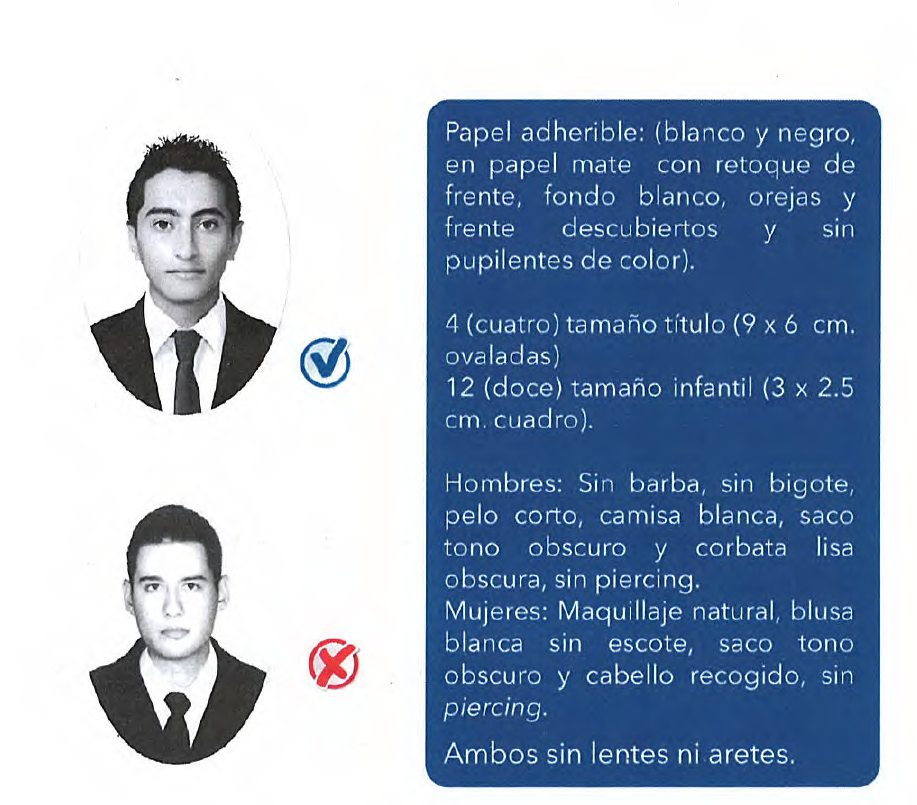 Papel adherible: (blanco y negro,
en papel mate con retoque de
frente, fondo blanco, orejas y
frente descubiertos y sin
pupilentes de color).
4 (cuatro) tamaño título (9 x 6 cm.
ovaladas)
12 (doce) tamaño infantil (3 x 2.5
cm. cuadro).
Hombres: Sin barba, sin bigote,
pelo corto, camisa blanca, saco
tono obscuro y corbata lisa
obscura, sin piercing.
Mujeres: Maquillaje natural, blusa
blanca sin escote, saco tono
obscuro y cabello recogido, sin
piercing.
Ambos sin lentes ni aretes.